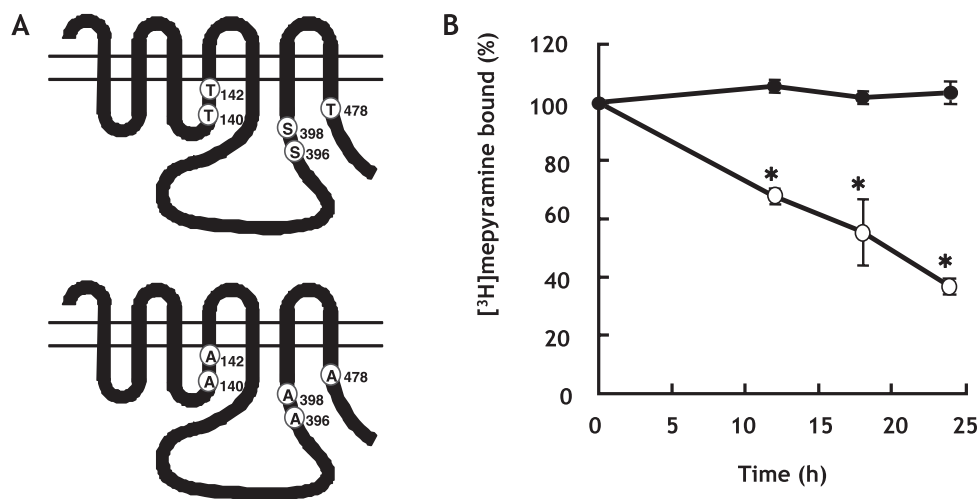 A
T 142
T 140
S 398
S 396
T 478
A 142
A 140
A 398
A 396
A 478
B
[³H]mepyramine bound (%)
120
100
80
60
40
20
0
* * *
0 5 10 15 20 25
Time (h)